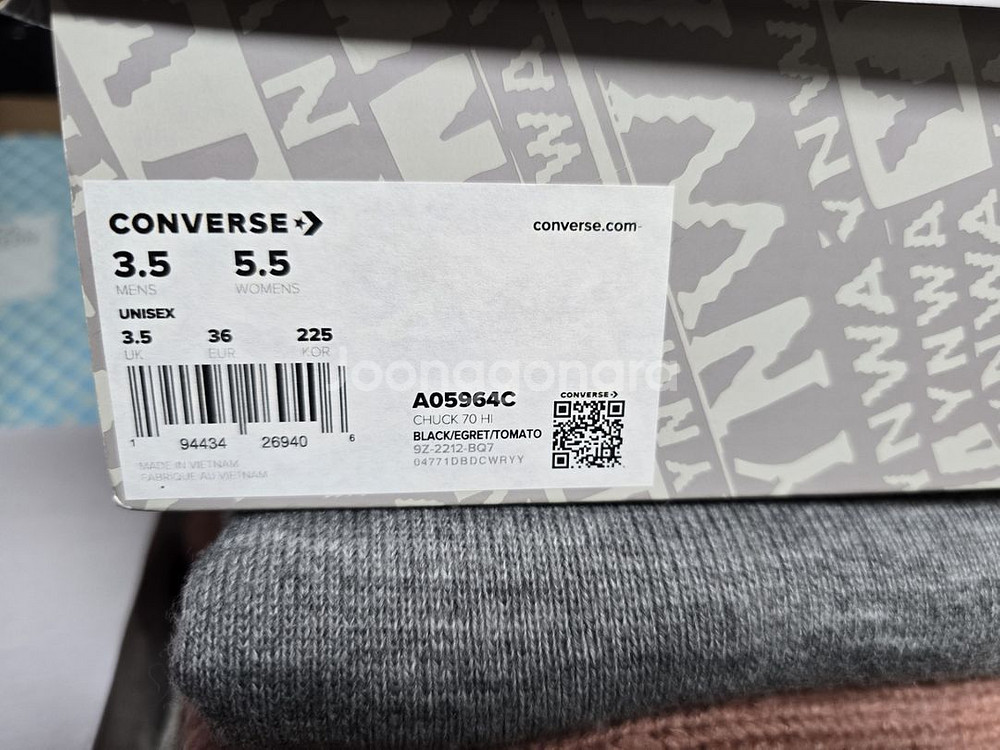 CONVERSE
converse.com
3.5 5.5
MENS WOMENS
UNISEX
3.5 36 225
UK EUR KOR
Joonggonara
1 94434 26940 6
A05964C
CONVERSE
CHUCK 70 HI
BLACK/EGRET/TOMATO
9Z-2212-BQ7
04771DBDCWRYY
MADE IN VIETNAM
FABRIQUE AU VIETNAM